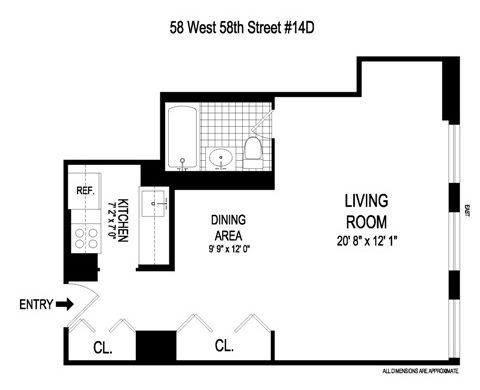 58 West 58th Street #14D
REF.
KITCHEN
7' 2" x 7' 0"
DINING
AREA
9' 9" x 12' 0"
LIVING
ROOM
20' 8" x 12' 1"
EAST
ENTRY
CL.
CL.
ALL DIMENSIONS ARE APPROXIMATE.